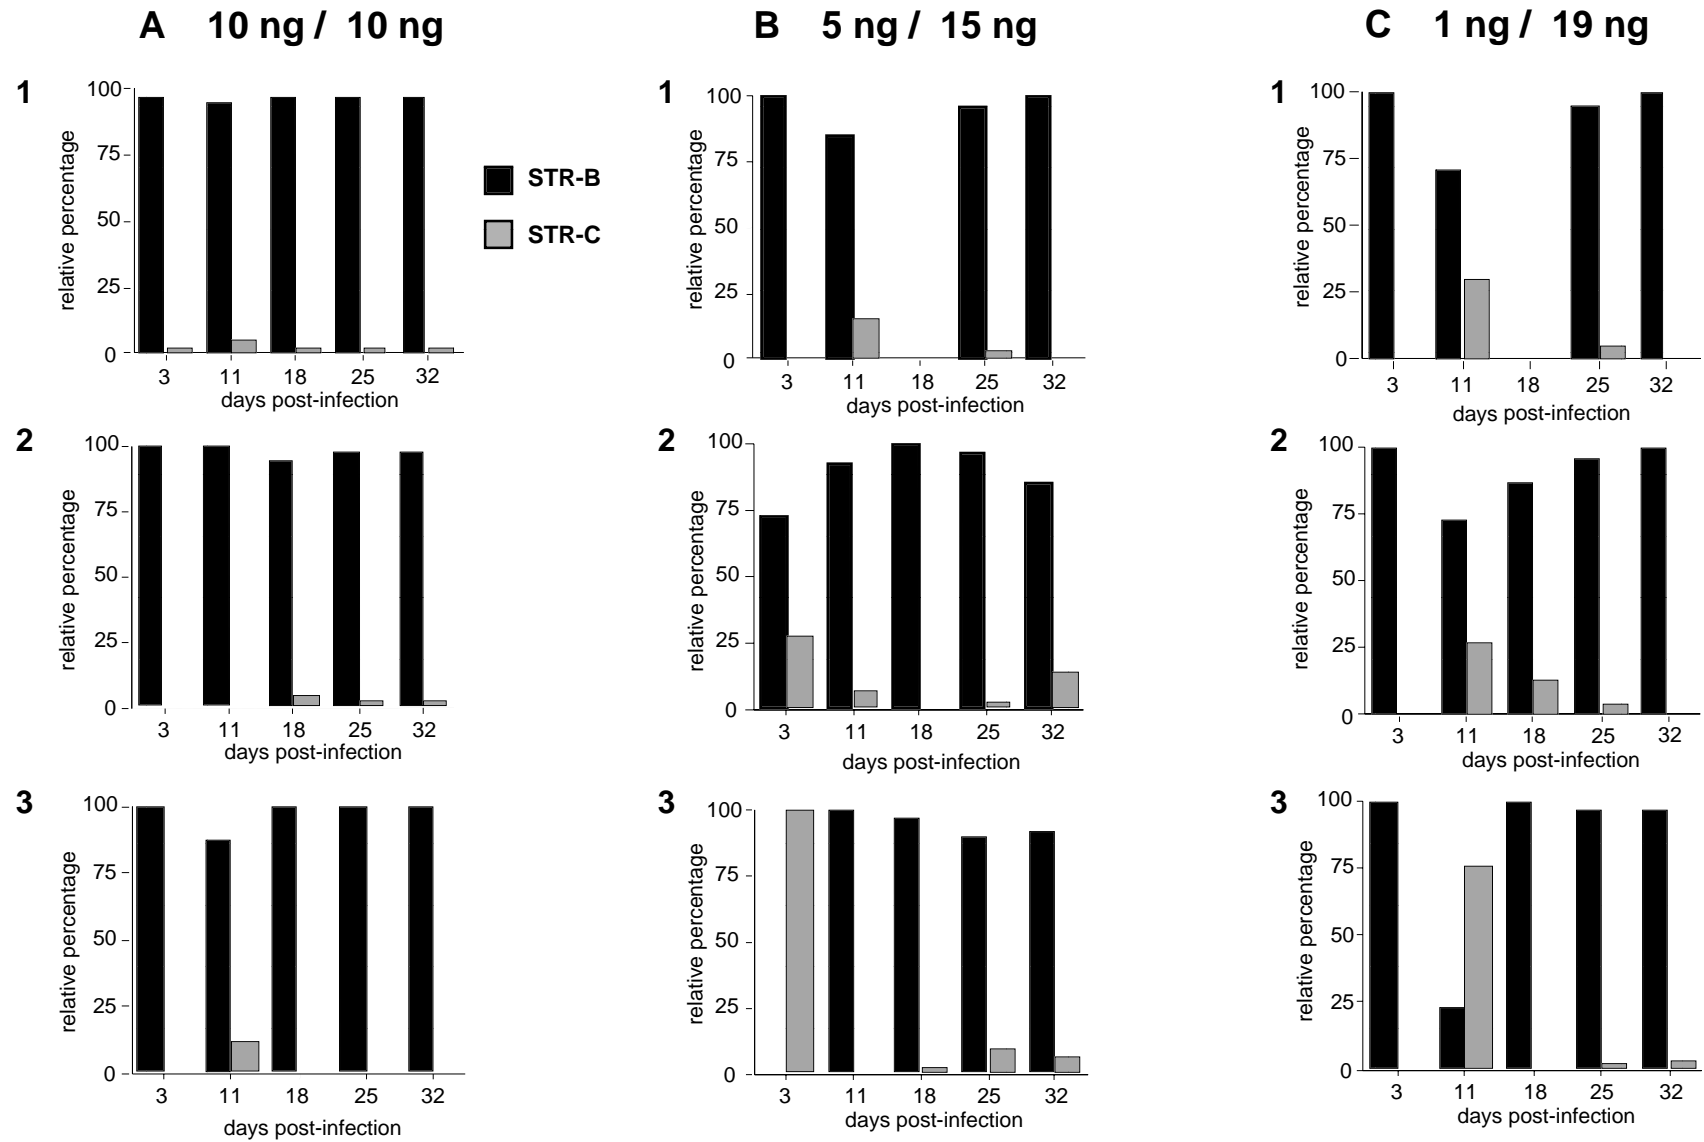 A 10 ng / 10 ng
B 5 ng / 15 ng
C 1 ng / 19 ng
1
relative percentage
100
75
50
25
0
3 11 18 25 32
days post-infection
STR-B
STR-C
1
relative percentage
100
75
50
25
0
3 11 18 25 32
days post-infection
1
relative percentage
100
75
50
25
0
3 11 18 25 32
days post-infection
2
relative percentage
100
75
50
25
0
3 11 18 25 32
days post-infection
2
relative percentage
100
75
50
25
0
3 11 18 25 32
days post-infection
2
relative percentage
100
75
50
25
0
3 11 18 25 32
days post-infection
3
relative percentage
100
75
50
25
0
3 11 18 25 32
days post-infection
3
relative percentage
100
75
50
25
0
3 11 18 25 32
days post-infection
3
relative percentage
100
75
50
25
0
3 11 18 25 32
days post-infection